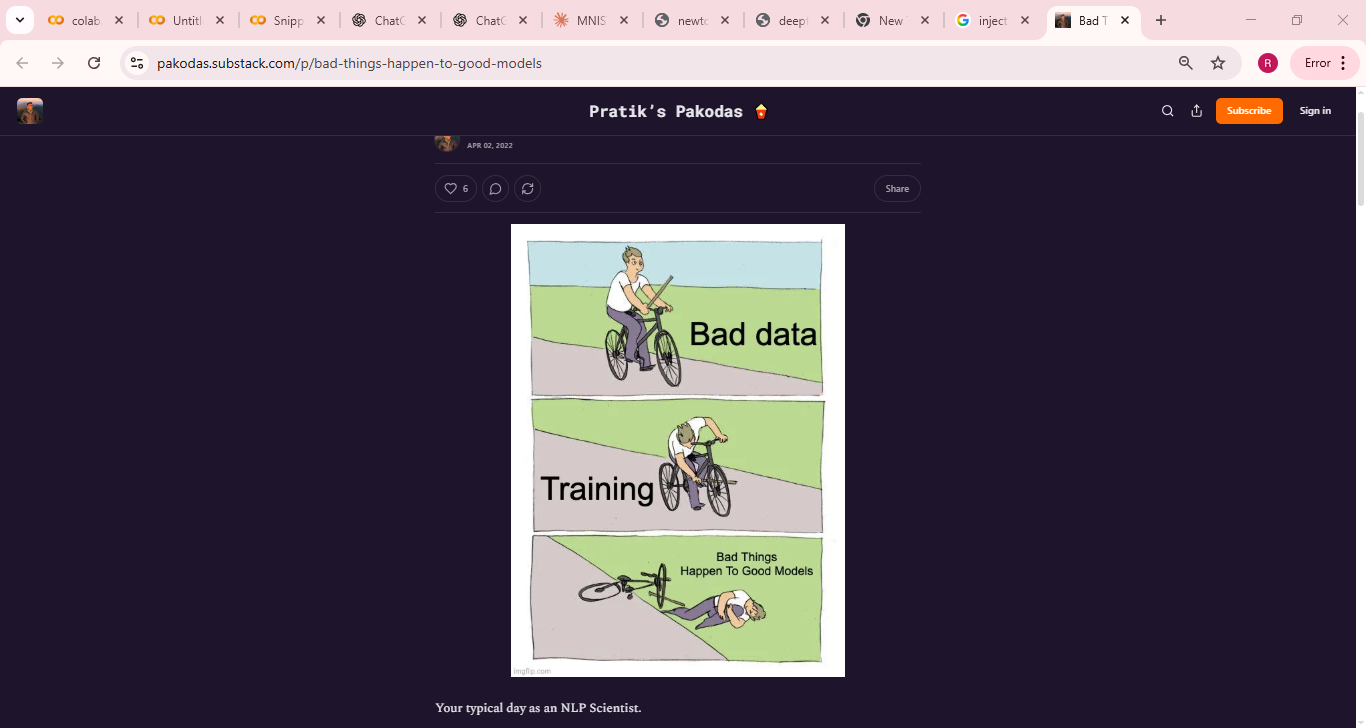 colab
Untitl
Snipp
ChatG
ChatG
MNIS
newto
deepf
New
inject
Bad T
pakodas.substack.com/p/bad-things-happen-to-good-models
R
Error
Pratik's Pakodas
Subscribe
Sign in
APR 02, 2022
6
Share
Bad data
Training
Bad Things
Happen To Good Models
imgflip.com
Your typical day as an NLP Scientist.